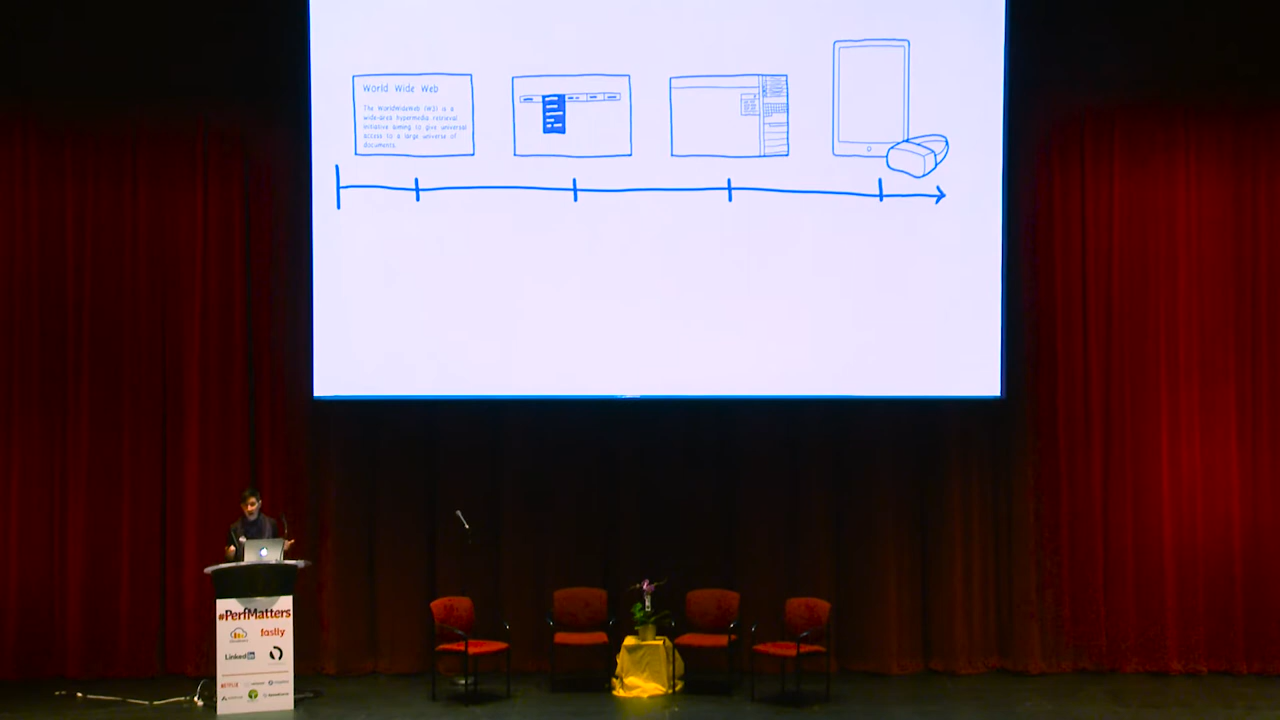 World Wide Web
The WorldWideWeb (W3) is a
wide-area hypermedia retrieval
initiative aiming to give universal
access to a large universe of
documents.
#PerfMatters
fastly
LinkedIn
NETFLIX